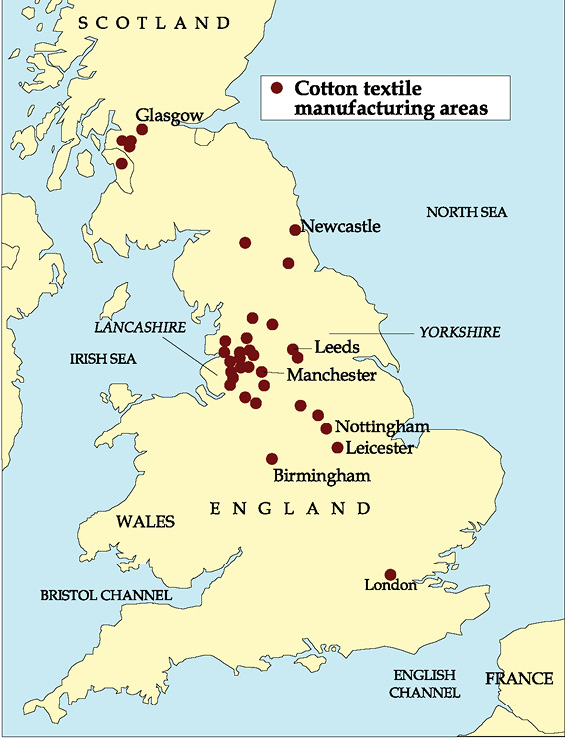 SCOTLAND
Cotton textile
manufacturing areas
Glasgow
NORTH SEA
Newcastle
LANCASHIRE
YORKSHIRE
IRISH SEA
Leeds
Manchester
Nottingham
Leicester
Birmingham
ENGLAND
WALES
London
BRISTOL CHANNEL
ENGLISH
CHANNEL
FRANCE